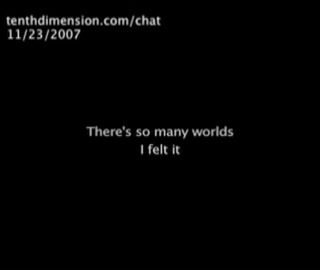 tenthdimension.com/chat
11/23/2007
There's so many worlds
I felt it